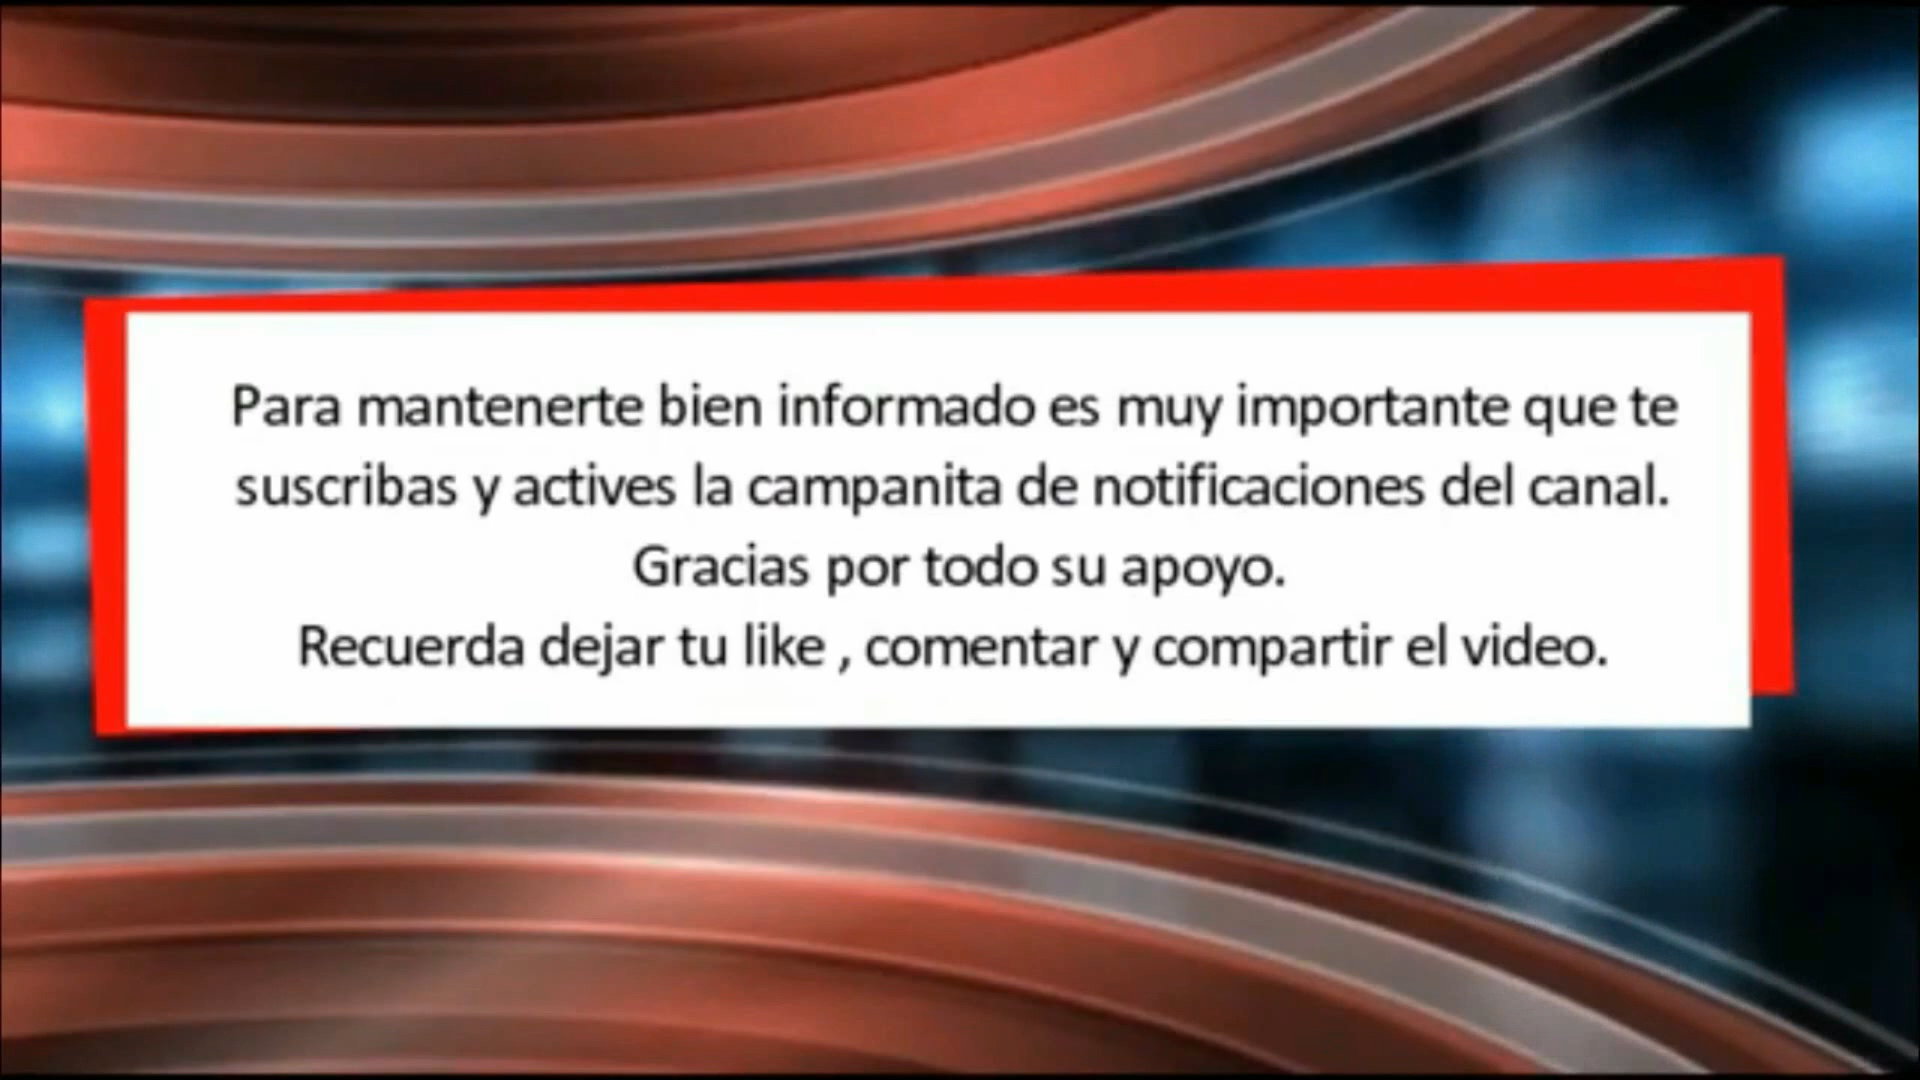 Para mantenerte bien informado es muy importante que te
suscribas y actives la campanita de notificaciones del canal.
Gracias por todo su apoyo.
Recuerda dejar tu like , comentar y compartir el video.